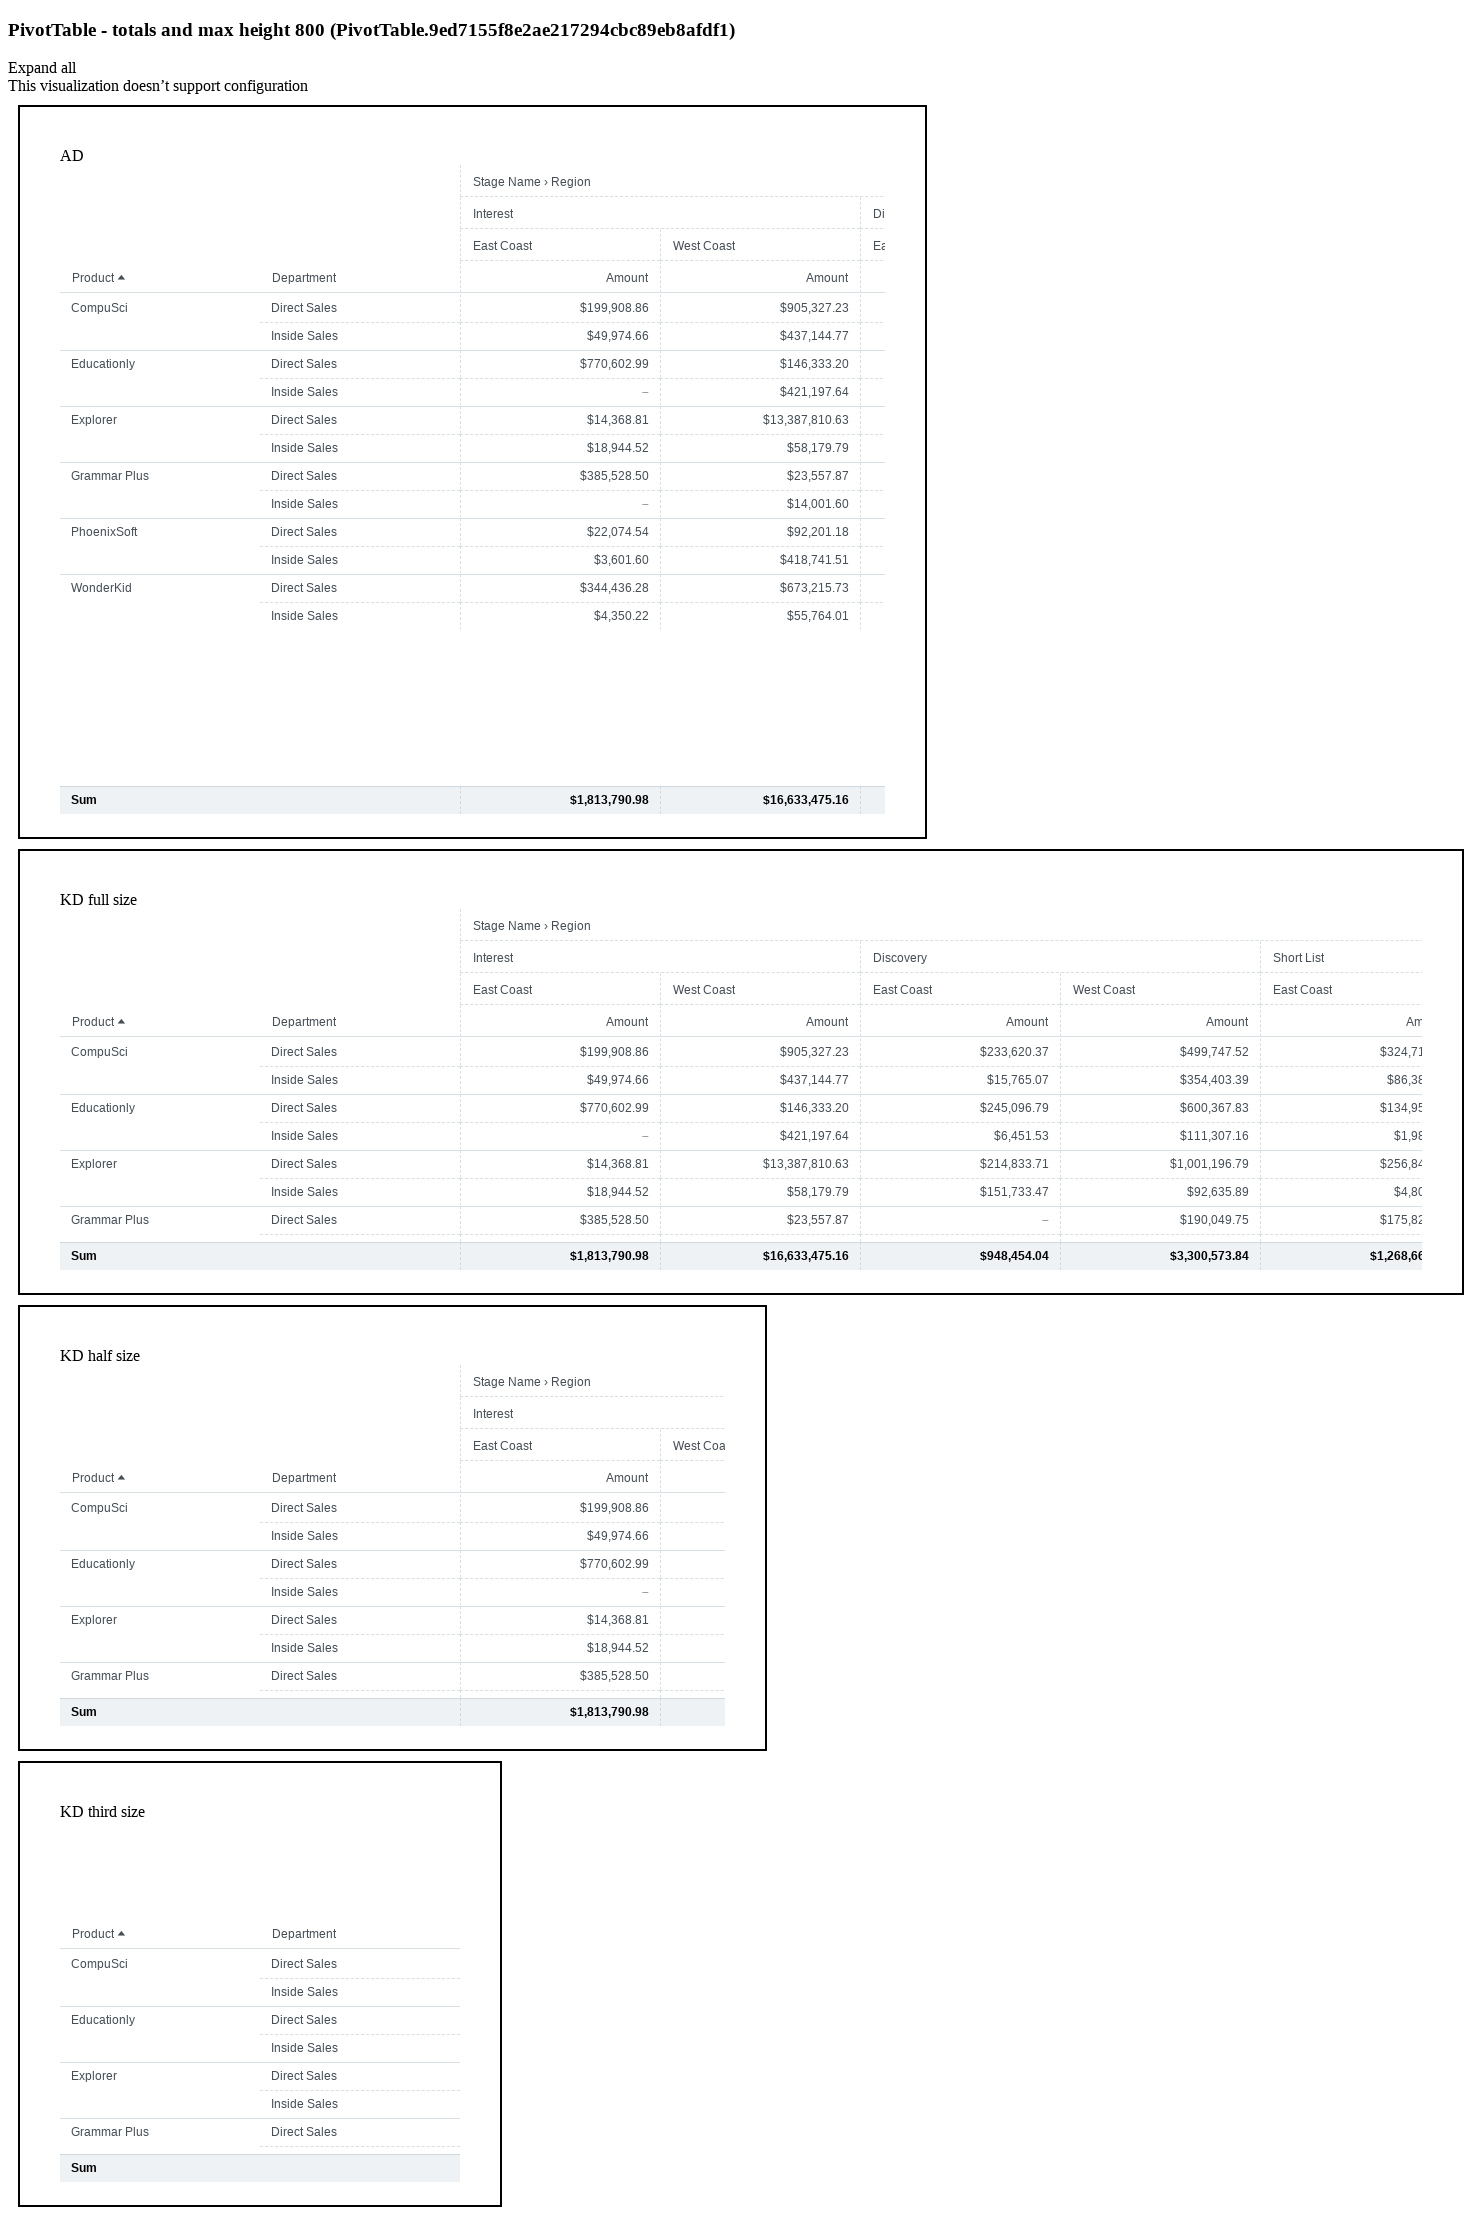 PivotTable - totals and max height 800 (PivotTable.9ed7155f8e2ae217294cbc89eb8afdf1)
Expand all
This visualization doesn’t support configuration
AD
Stage Name › Region
Interest Di
East Coast West Coast Ea
Product Department Amount Amount
CompuSci Direct Sales $199,908.86 $905,327.23
Inside Sales $49,974.66 $437,144.77
Educationly Direct Sales $770,602.99 $146,333.20
Inside Sales – $421,197.64
Explorer Direct Sales $14,368.81 $13,387,810.63
Inside Sales $18,944.52 $58,179.79
Grammar Plus Direct Sales $385,528.50 $23,557.87
Inside Sales – $14,001.60
PhoenixSoft Direct Sales $22,074.54 $92,201.18
Inside Sales $3,601.60 $418,741.51
WonderKid Direct Sales $344,436.28 $673,215.73
Inside Sales $4,350.22 $55,764.01
Sum $1,813,790.98 $16,633,475.16
KD full size
Stage Name › Region
Interest Discovery Short List
East Coast West Coast East Coast West Coast East Coast
Product Department Amount Amount Amount Amount Am
CompuSci Direct Sales $199,908.86 $905,327.23 $233,620.37 $499,747.52 $324,71
Inside Sales $49,974.66 $437,144.77 $15,765.07 $354,403.39 $86,38
Educationly Direct Sales $770,602.99 $146,333.20 $245,096.79 $600,367.83 $134,95
Inside Sales – $421,197.64 $6,451.53 $111,307.16 $1,98
Explorer Direct Sales $14,368.81 $13,387,810.63 $214,833.71 $1,001,196.79 $256,84
Inside Sales $18,944.52 $58,179.79 $151,733.47 $92,635.89 $4,80
Grammar Plus Direct Sales $385,528.50 $23,557.87 – $190,049.75 $175,82
Sum $1,813,790.98 $16,633,475.16 $948,454.04 $3,300,573.84 $1,268,66
KD half size
Stage Name › Region
Interest
East Coast West Coa
Product Department Amount
CompuSci Direct Sales $199,908.86
Inside Sales $49,974.66
Educationly Direct Sales $770,602.99
Inside Sales –
Explorer Direct Sales $14,368.81
Inside Sales $18,944.52
Grammar Plus Direct Sales $385,528.50
Sum $1,813,790.98
KD third size
Product Department
CompuSci Direct Sales
Inside Sales
Educationly Direct Sales
Inside Sales
Explorer Direct Sales
Inside Sales
Grammar Plus Direct Sales
Sum